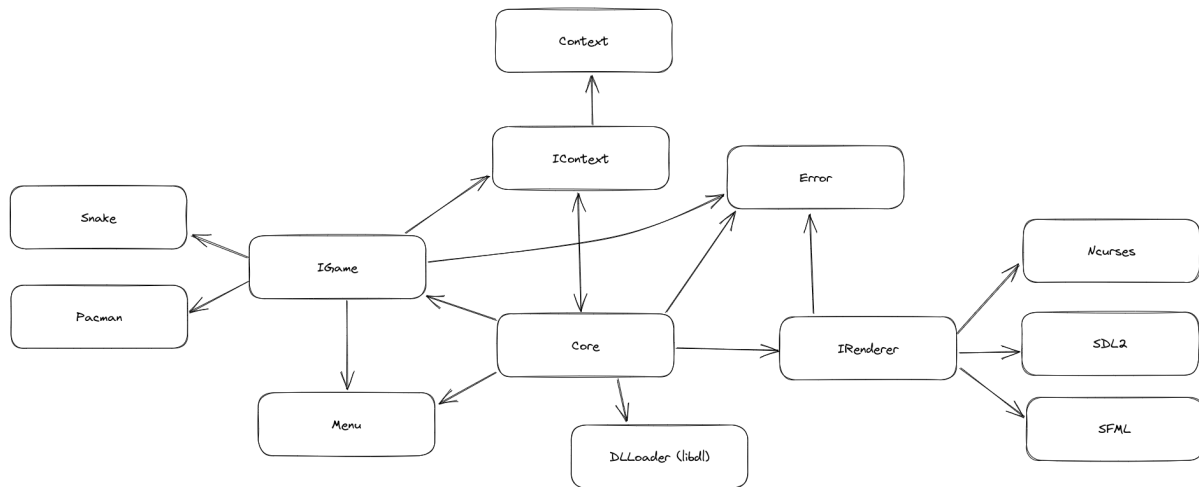 Context
IContext
Error
Snake
IGame
Ncurses
Pacman
Core
IRenderer
SDL2
Menu
SFML
DLLoader (libdl)